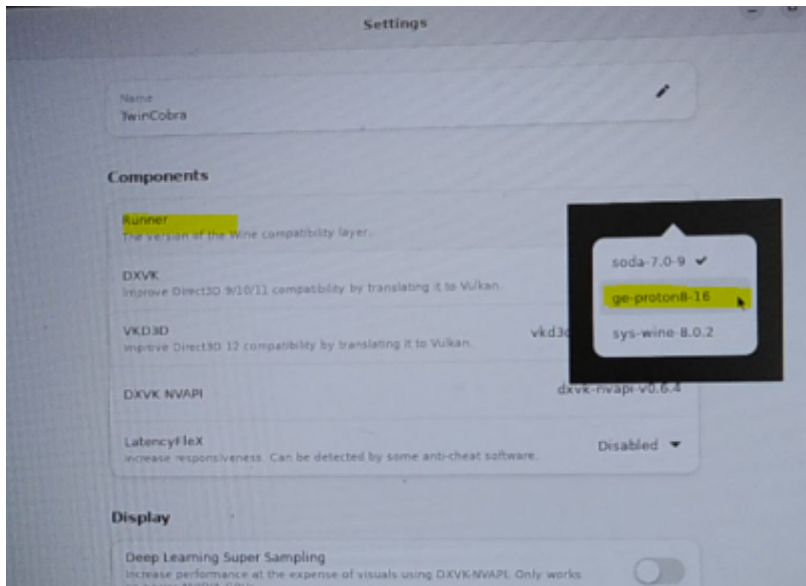 Settings
Name
TwinCobra
Components
Runner
The version of the Wine compatibility layer.
soda-7.0-9 ✔
DXVK
Improve Direct3D 9/10/11 compatibility by translating it to Vulkan.
ge-proton8-16
VKD3D
Improve Direct3D 12 compatibility by translating it to Vulkan.
sys-wine-8.0.2
DXVK NVAPI
dxvk-nvapi-v0.6.4
LatencyFleX
Increase responsiveness. Can be detected by some anti-cheat software.
Disabled
Display
Deep Learning Super Sampling
Increase performance at the expense of visuals using DXVK-NVAPI. Only works